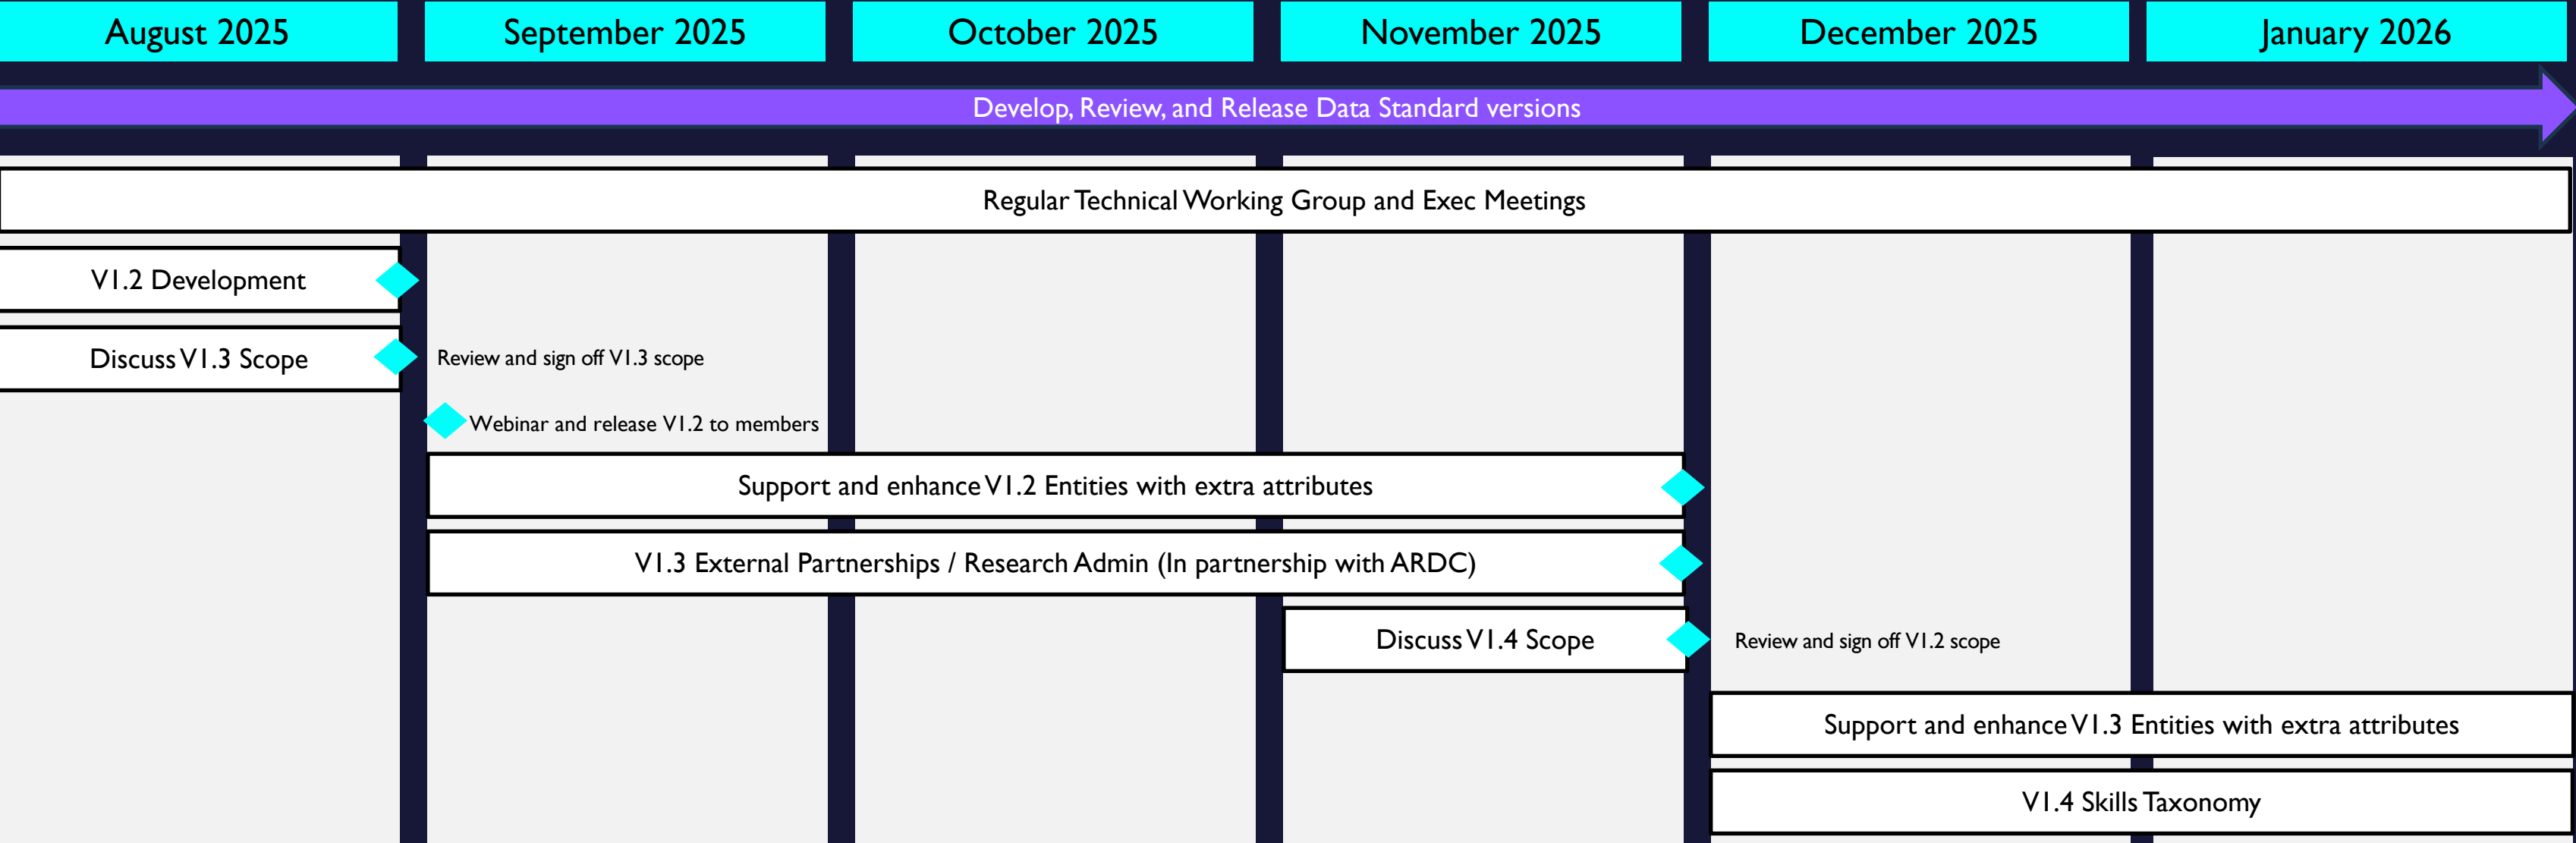 August 2025
September 2025
October 2025
November 2025
December 2025
January 2026
Develop, Review, and Release Data Standard versions
Regular Technical Working Group and Exec Meetings
V1.2 Development
Discuss V1.3 Scope
Review and sign off V1.3 scope
Webinar and release V1.2 to members
Support and enhance V1.2 Entities with extra attributes
V1.3 External Partnerships / Research Admin (In partnership with ARDC)
Discuss V1.4 Scope
Review and sign off V1.2 scope
Support and enhance V1.3 Entities with extra attributes
V1.4 Skills Taxonomy